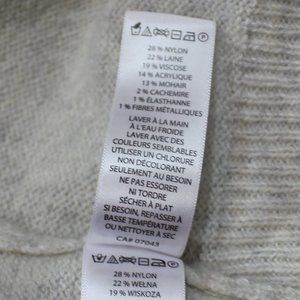 28 % NYLON
22 % LAINE
19 % VISCOSE
14 % ACRYLIQUE
13 % MOHAIR
2 % CACHEMIRE
1 % ÉLASTHANNE
1 % FIBRES MÉTALLIQUES
LAVER À LA MAIN
À L'EAU FROIDE
LAVER AVEC DES
COULEURS SEMBLABLES
UTILISER UN CHLORURE
NON DÉCOLORANT
SEULEMENT AU BESOIN
NE PAS ESSORER
NI TORDRE
SÉCHER À PLAT
SI BESOIN, REPASSER À
BASSE TEMPÉRATURE
OU NETTOYER À SEC
CA# 07043
28 % NYLON
22 % WEŁNA
19 % WISKOZA